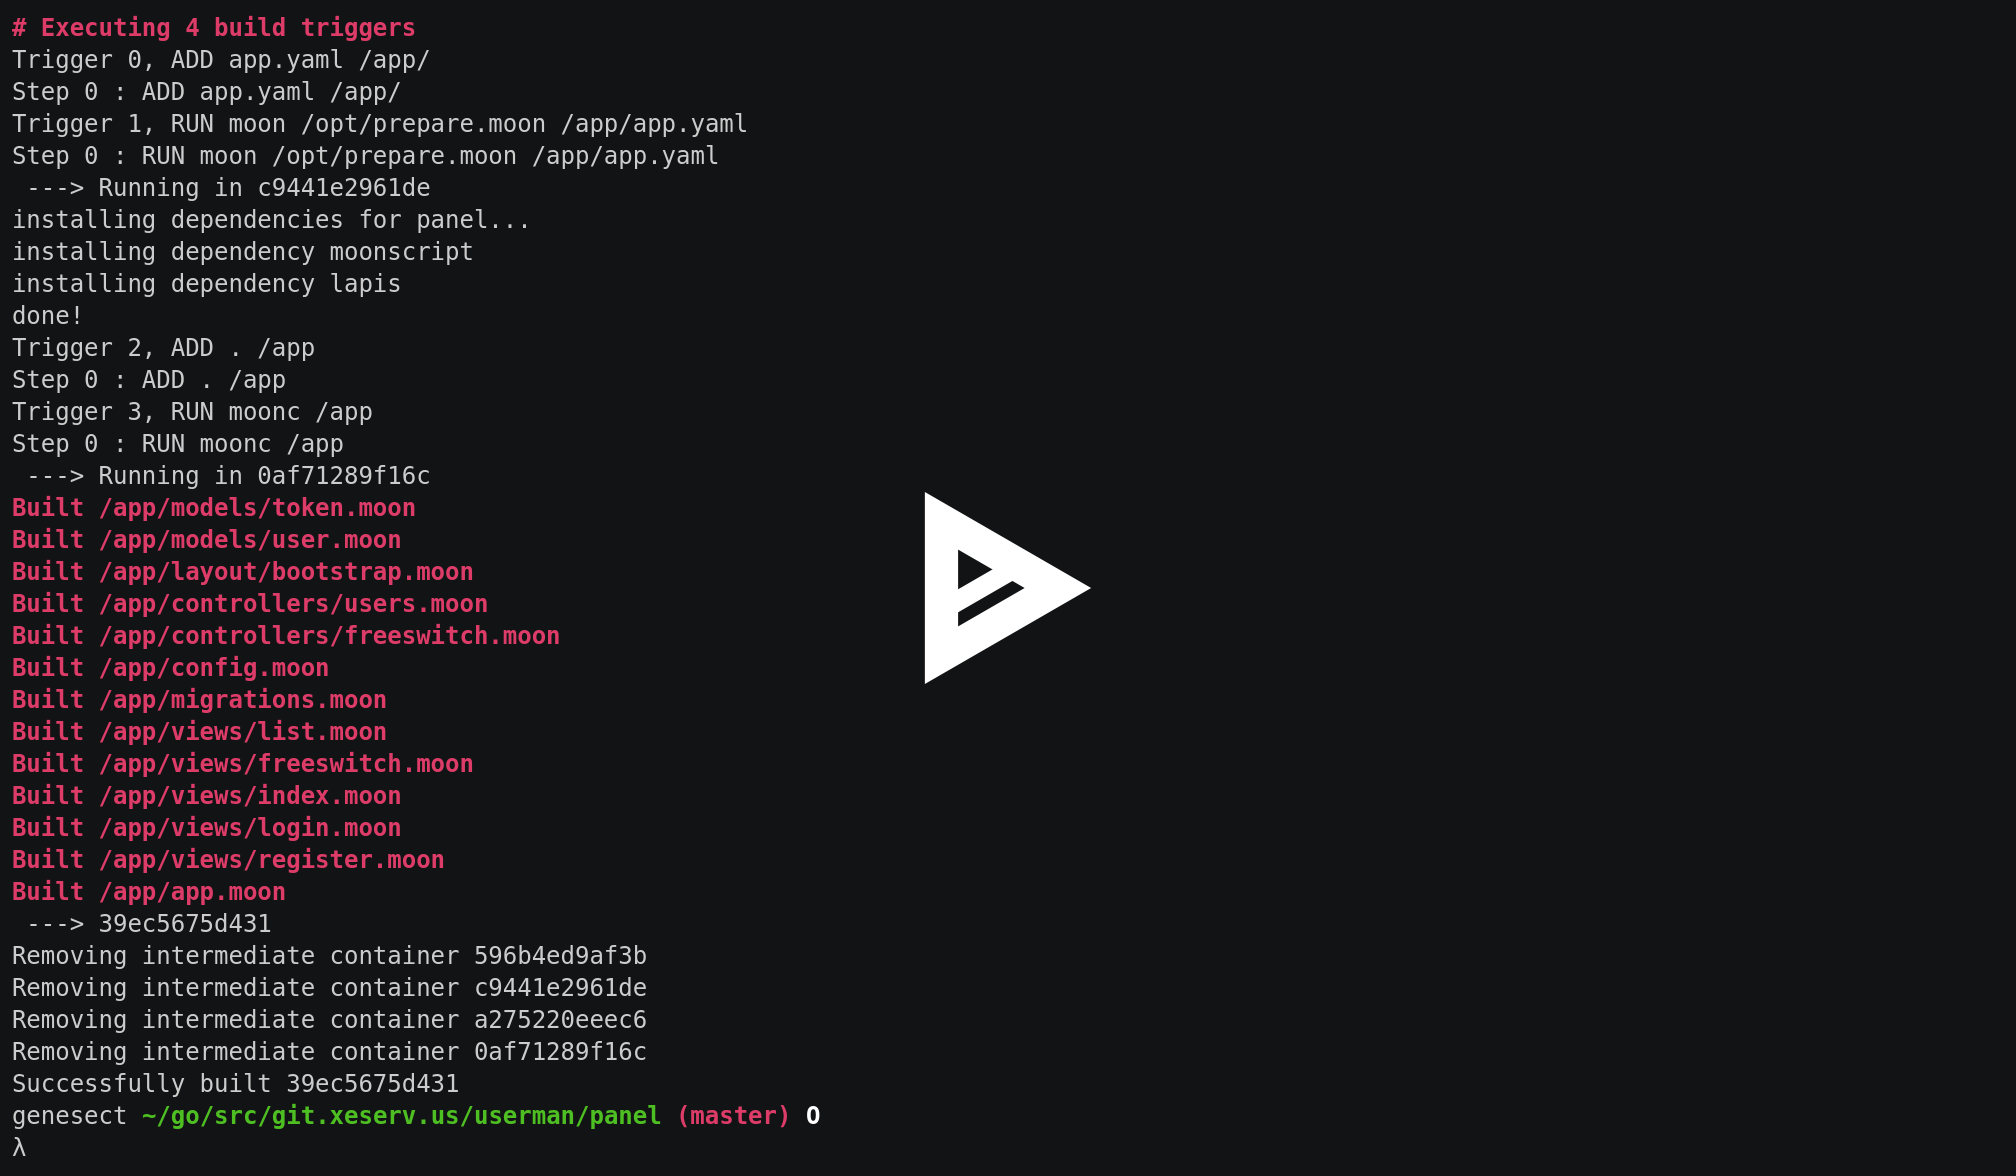 # Executing 4 build triggers
Trigger 0, ADD app.yaml /app/
Step 0 : ADD app.yaml /app/
Trigger 1, RUN moon /opt/prepare.moon /app/app.yaml
Step 0 : RUN moon /opt/prepare.moon /app/app.yaml
 ---> Running in c9441e2961de
installing dependencies for panel...
installing dependency moonscript
installing dependency lapis
done!
Trigger 2, ADD . /app
Step 0 : ADD . /app
Trigger 3, RUN moonc /app
Step 0 : RUN moonc /app
 ---> Running in 0af71289f16c
Built /app/models/token.moon
Built /app/models/user.moon
Built /app/layout/bootstrap.moon
Built /app/controllers/users.moon
Built /app/controllers/freeswitch.moon
Built /app/config.moon
Built /app/migrations.moon
Built /app/views/list.moon
Built /app/views/freeswitch.moon
Built /app/views/index.moon
Built /app/views/login.moon
Built /app/views/register.moon
Built /app/app.moon
 ---> 39ec5675d431
Removing intermediate container 596b4ed9af3b
Removing intermediate container c9441e2961de
Removing intermediate container a275220eeec6
Removing intermediate container 0af71289f16c
Successfully built 39ec5675d431
genesect ~/go/src/git.xeserv.us/userman/panel (master) O
λ